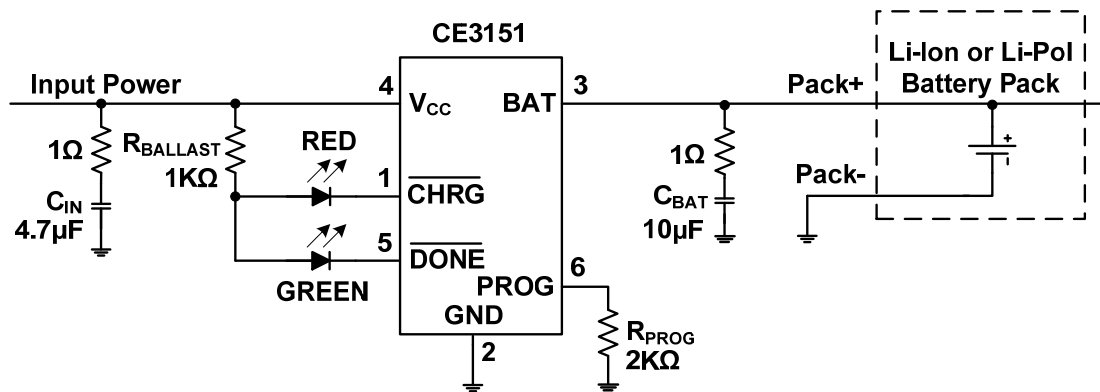 CE3151
Input Power
4
VCC
BAT
3
Pack+
Li-Ion or Li-Pol
Battery Pack
+
-
1Ω
CIN
4.7μF
RBALLAST
1KΩ
RED
1
CHRG
GREEN
5
DONE
PROG
6
GND
2
RPROG
2KΩ
1Ω
CBAT
10μF
Pack-